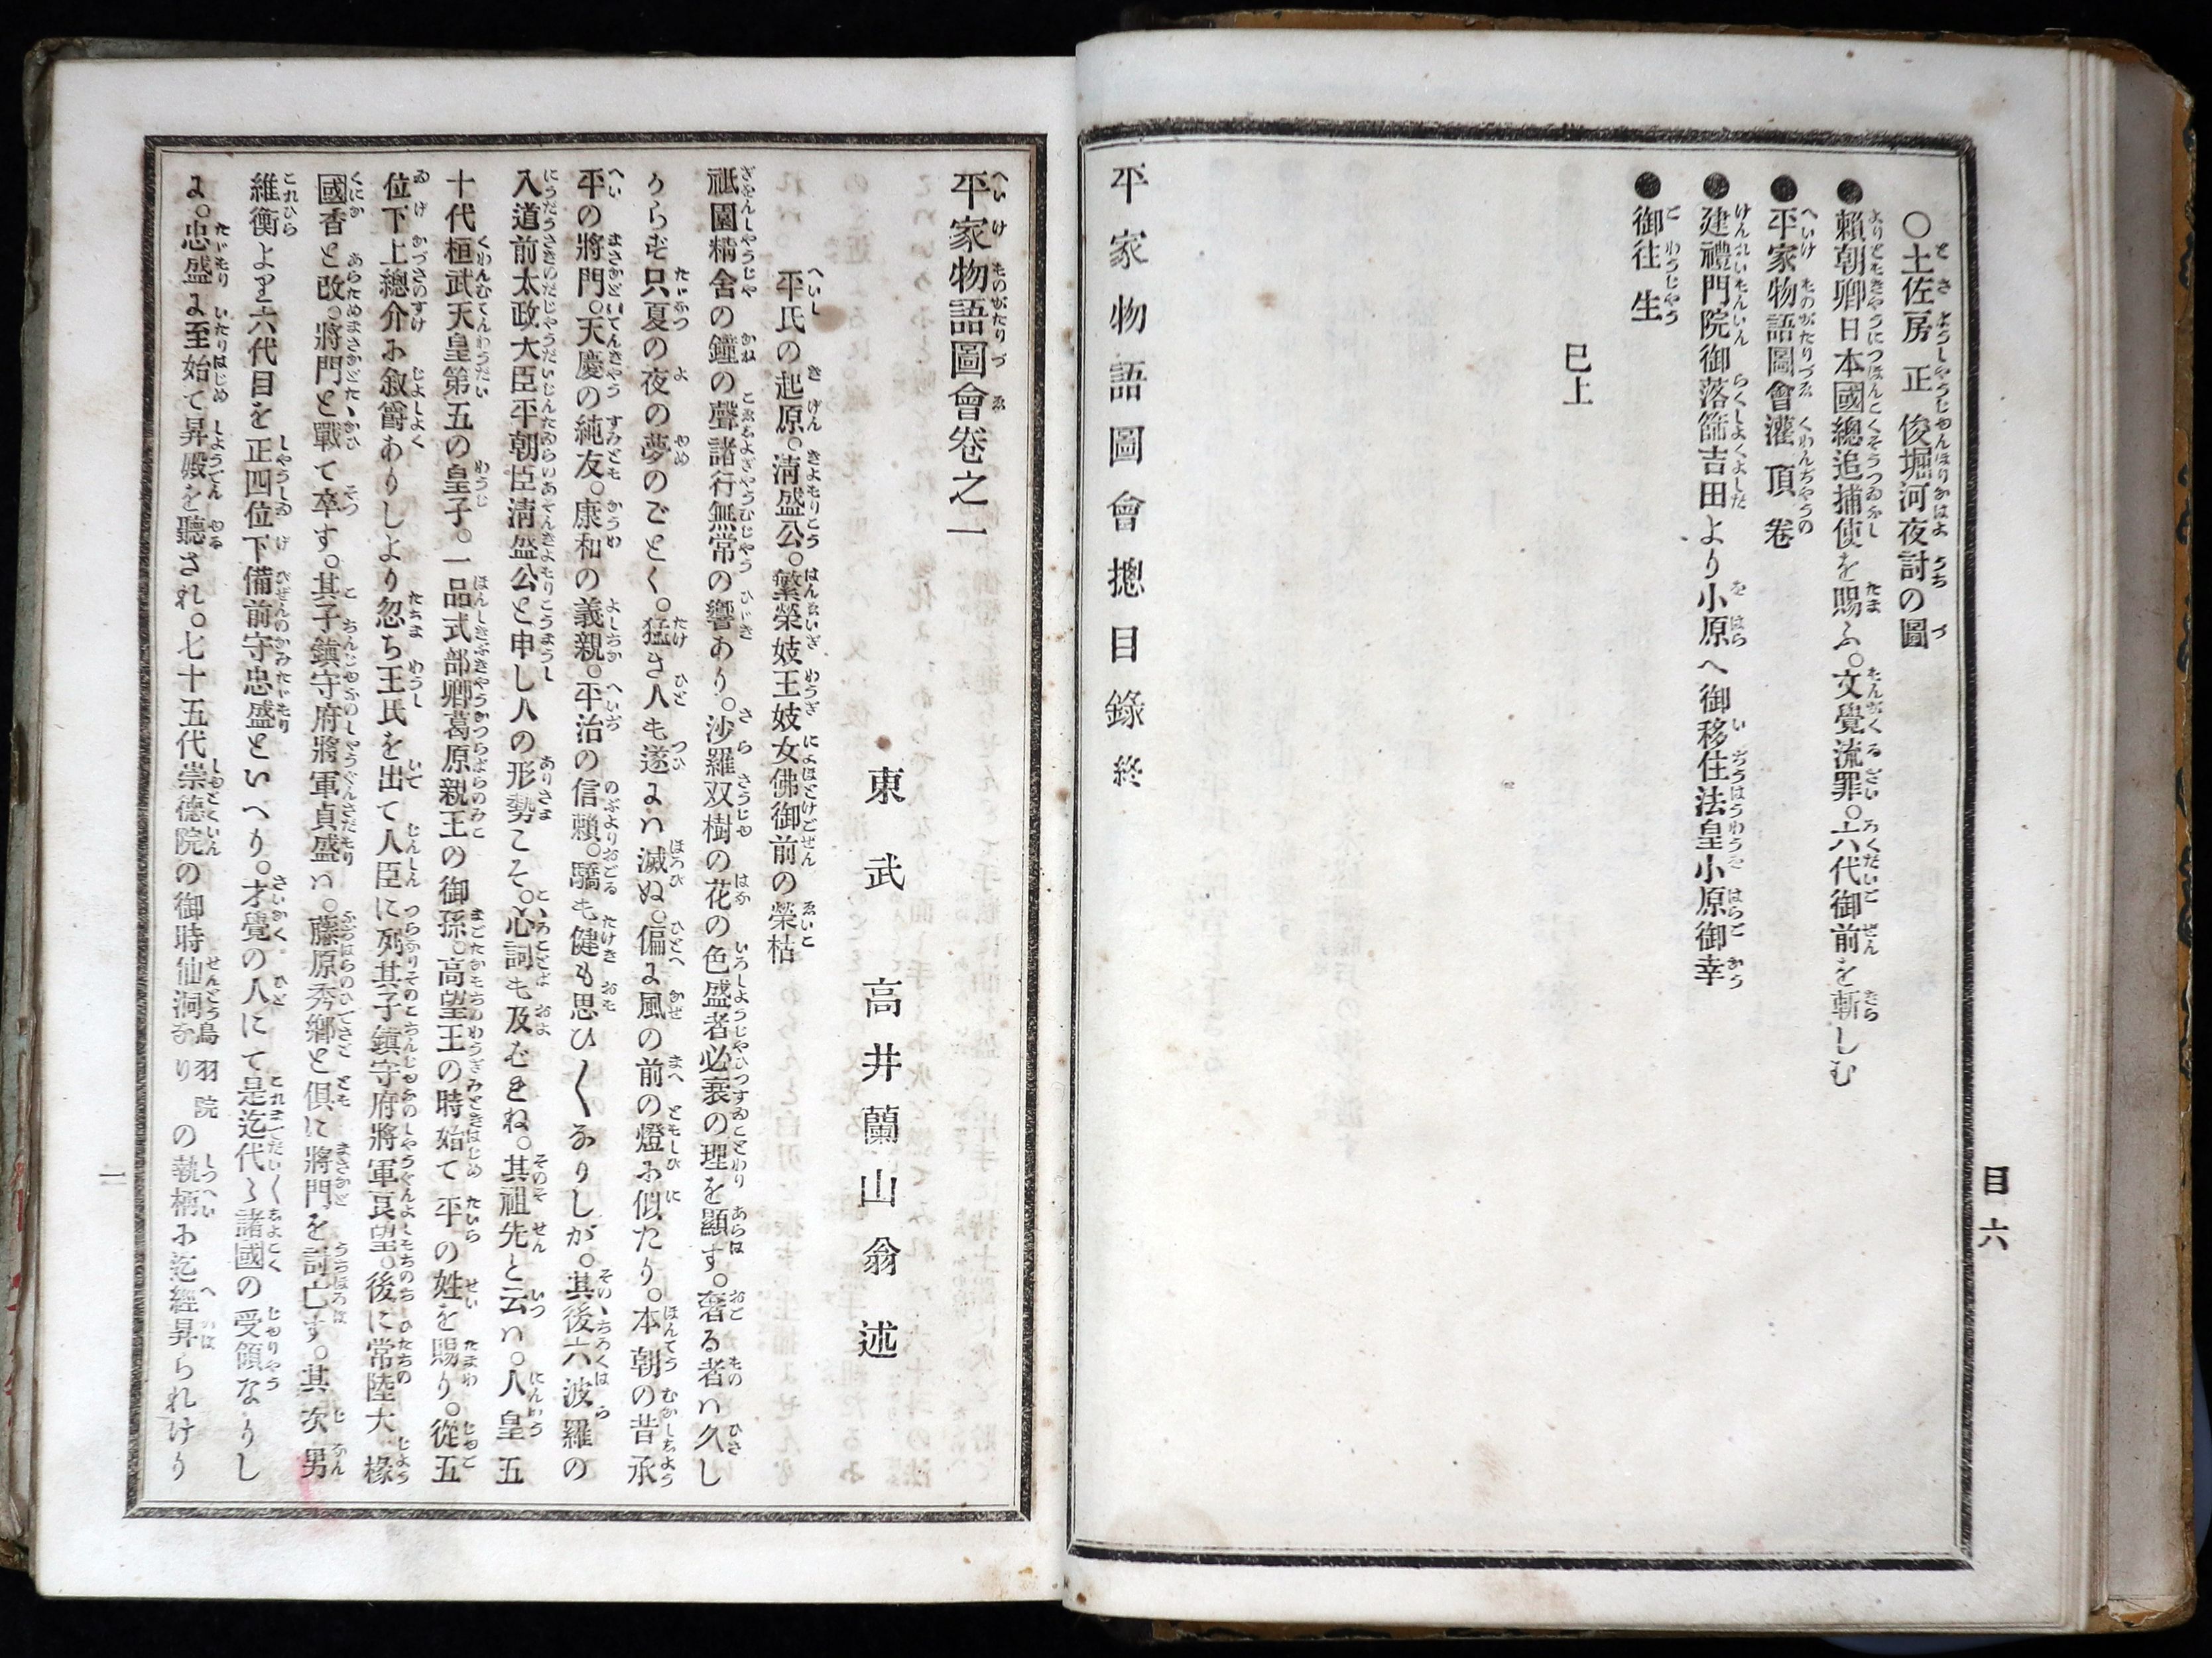 ○土佐房正俊堀河夜討の圖
●賴朝卿日本國總追捕使を賜ふ。文覺流罪。六代御前を斬しむ
●平家物語圖會灌頂卷
●建禮門院御落餝吉田より小原へ御移住法皇小原御幸
●御往生
巳上
平家物語圖會摠目錄終
目六
平家物語圖會卷之一
東武 高井蘭山翁述
平氏の起原。淸盛公。繁榮妓王妓女佛御前の榮枯
祇園精舍の鐘の聲諸行無常の響あり。沙羅双樹の花の色盛者必衰の理を顯す。奢る者ハ久し
からず只夏の夜の夢のごとく。猛き人も遂にハ滅ぬ。偏に風の前の燈に似たり。本朝の昔承
平の將門。天慶の純友。康和の義親。平治の信賴。驕も健も思ひ〳〵なりしが。其後六波羅の
入道前太政大臣平朝臣淸盛公と申し人の形勢こそ。心詞も及ばれね。其祖先と云ハ。人皇五
十代桓武天皇第五の皇子。一品式部卿葛原親王の御孫。高望王の時始て平の姓を賜り。從五
位下上總介に敍爵ありしより忽ち王氏を出て人臣に列其子鎭守府將軍良望。後に常陸大椽
國香と改。將門と戰て卒す。其子鎭守府將軍貞盛ハ。藤原秀鄉と俱に將門を討亡す。其次男
維衡より六代目を正四位下備前守忠盛といへり。才覺の人にて是迄代〻諸國の受領なりし
に。忠盛に至始て昇殿を聽され。七十五代崇德院の御時仙洞鳥羽院なりの執柄に迄經昇られけり
一